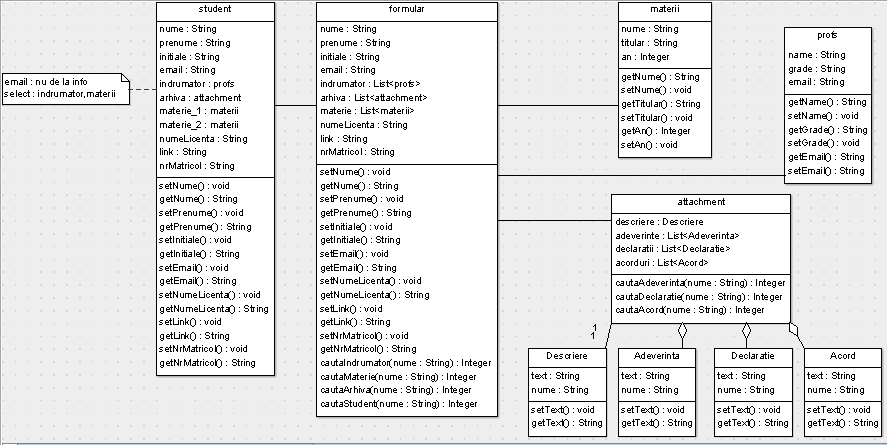 email : nu de la info
select : indrumator,materii
student
nume : String
prenume : String
initiale : String
email : String
indrumator : profs
arhiva : attachment
materie_1 : materii
materie_2 : materii
numeLicenta : String
link : String
nrMatricol : String
setNume() : void
getNume() : String
setPrenume() : void
getPrenume() : String
setInitiale() : void
getInitiale() : String
setEmail() : void
getEmail() : String
setNumeLicenta() : void
getNumeLicenta() : String
setLink() : void
getLink() : String
setNrMatricol() : void
getNrMatricol() : String
formular
nume : String
prenume : String
initiale : String
email : String
indrumator : List<profs>
arhiva : List<attachment>
materie : List<materii>
numeLicenta : String
link : String
nrMatricol : String
setNume() : void
getNume() : String
setPrenume() : void
getPrenume() : String
setInitiale() : void
getInitiale() : String
setEmail() : void
getEmail() : String
setNumeLicenta() : void
getNumeLicenta() : String
setLink() : void
getLink() : String
setNrMatricol() : void
getNrMatricol() : String
cautaIndrumator(nume : String) : Integer
cautaMaterie(nume : String) : Integer
cautaArhiva(nume : String) : Integer
cautaStudent(nume : String) : Integer
materii
nume : String
titular : String
an : Integer
getNume() : String
setNume() : void
getTitular() : String
setTitular() : void
getAn() : Integer
setAn() : void
profs
name : String
grade : String
email : String
getName() : String
setName() : void
getGrade() : String
setGrade() : void
getEmail() : String
setEmail() : String
attachment
descriere : Descriere
adeverinte : List<Adeverinta>
declaratii : List<Declaratie>
acorduri : List<Acord>
cautaAdeverinta(nume : String) : Integer
cautaDeclaratie(nume : String) : Integer
cautaAcord(nume : String) : Integer
1
1
Descriere
text : String
nume : String
setText() : void
getText() : String
Adeverinta
text : String
nume : String
setText() : void
getText() : String
Declaratie
text : String
nume : String
setText() : void
getText() : String
Acord
text : String
nume : String
setText() : void
getText() : String